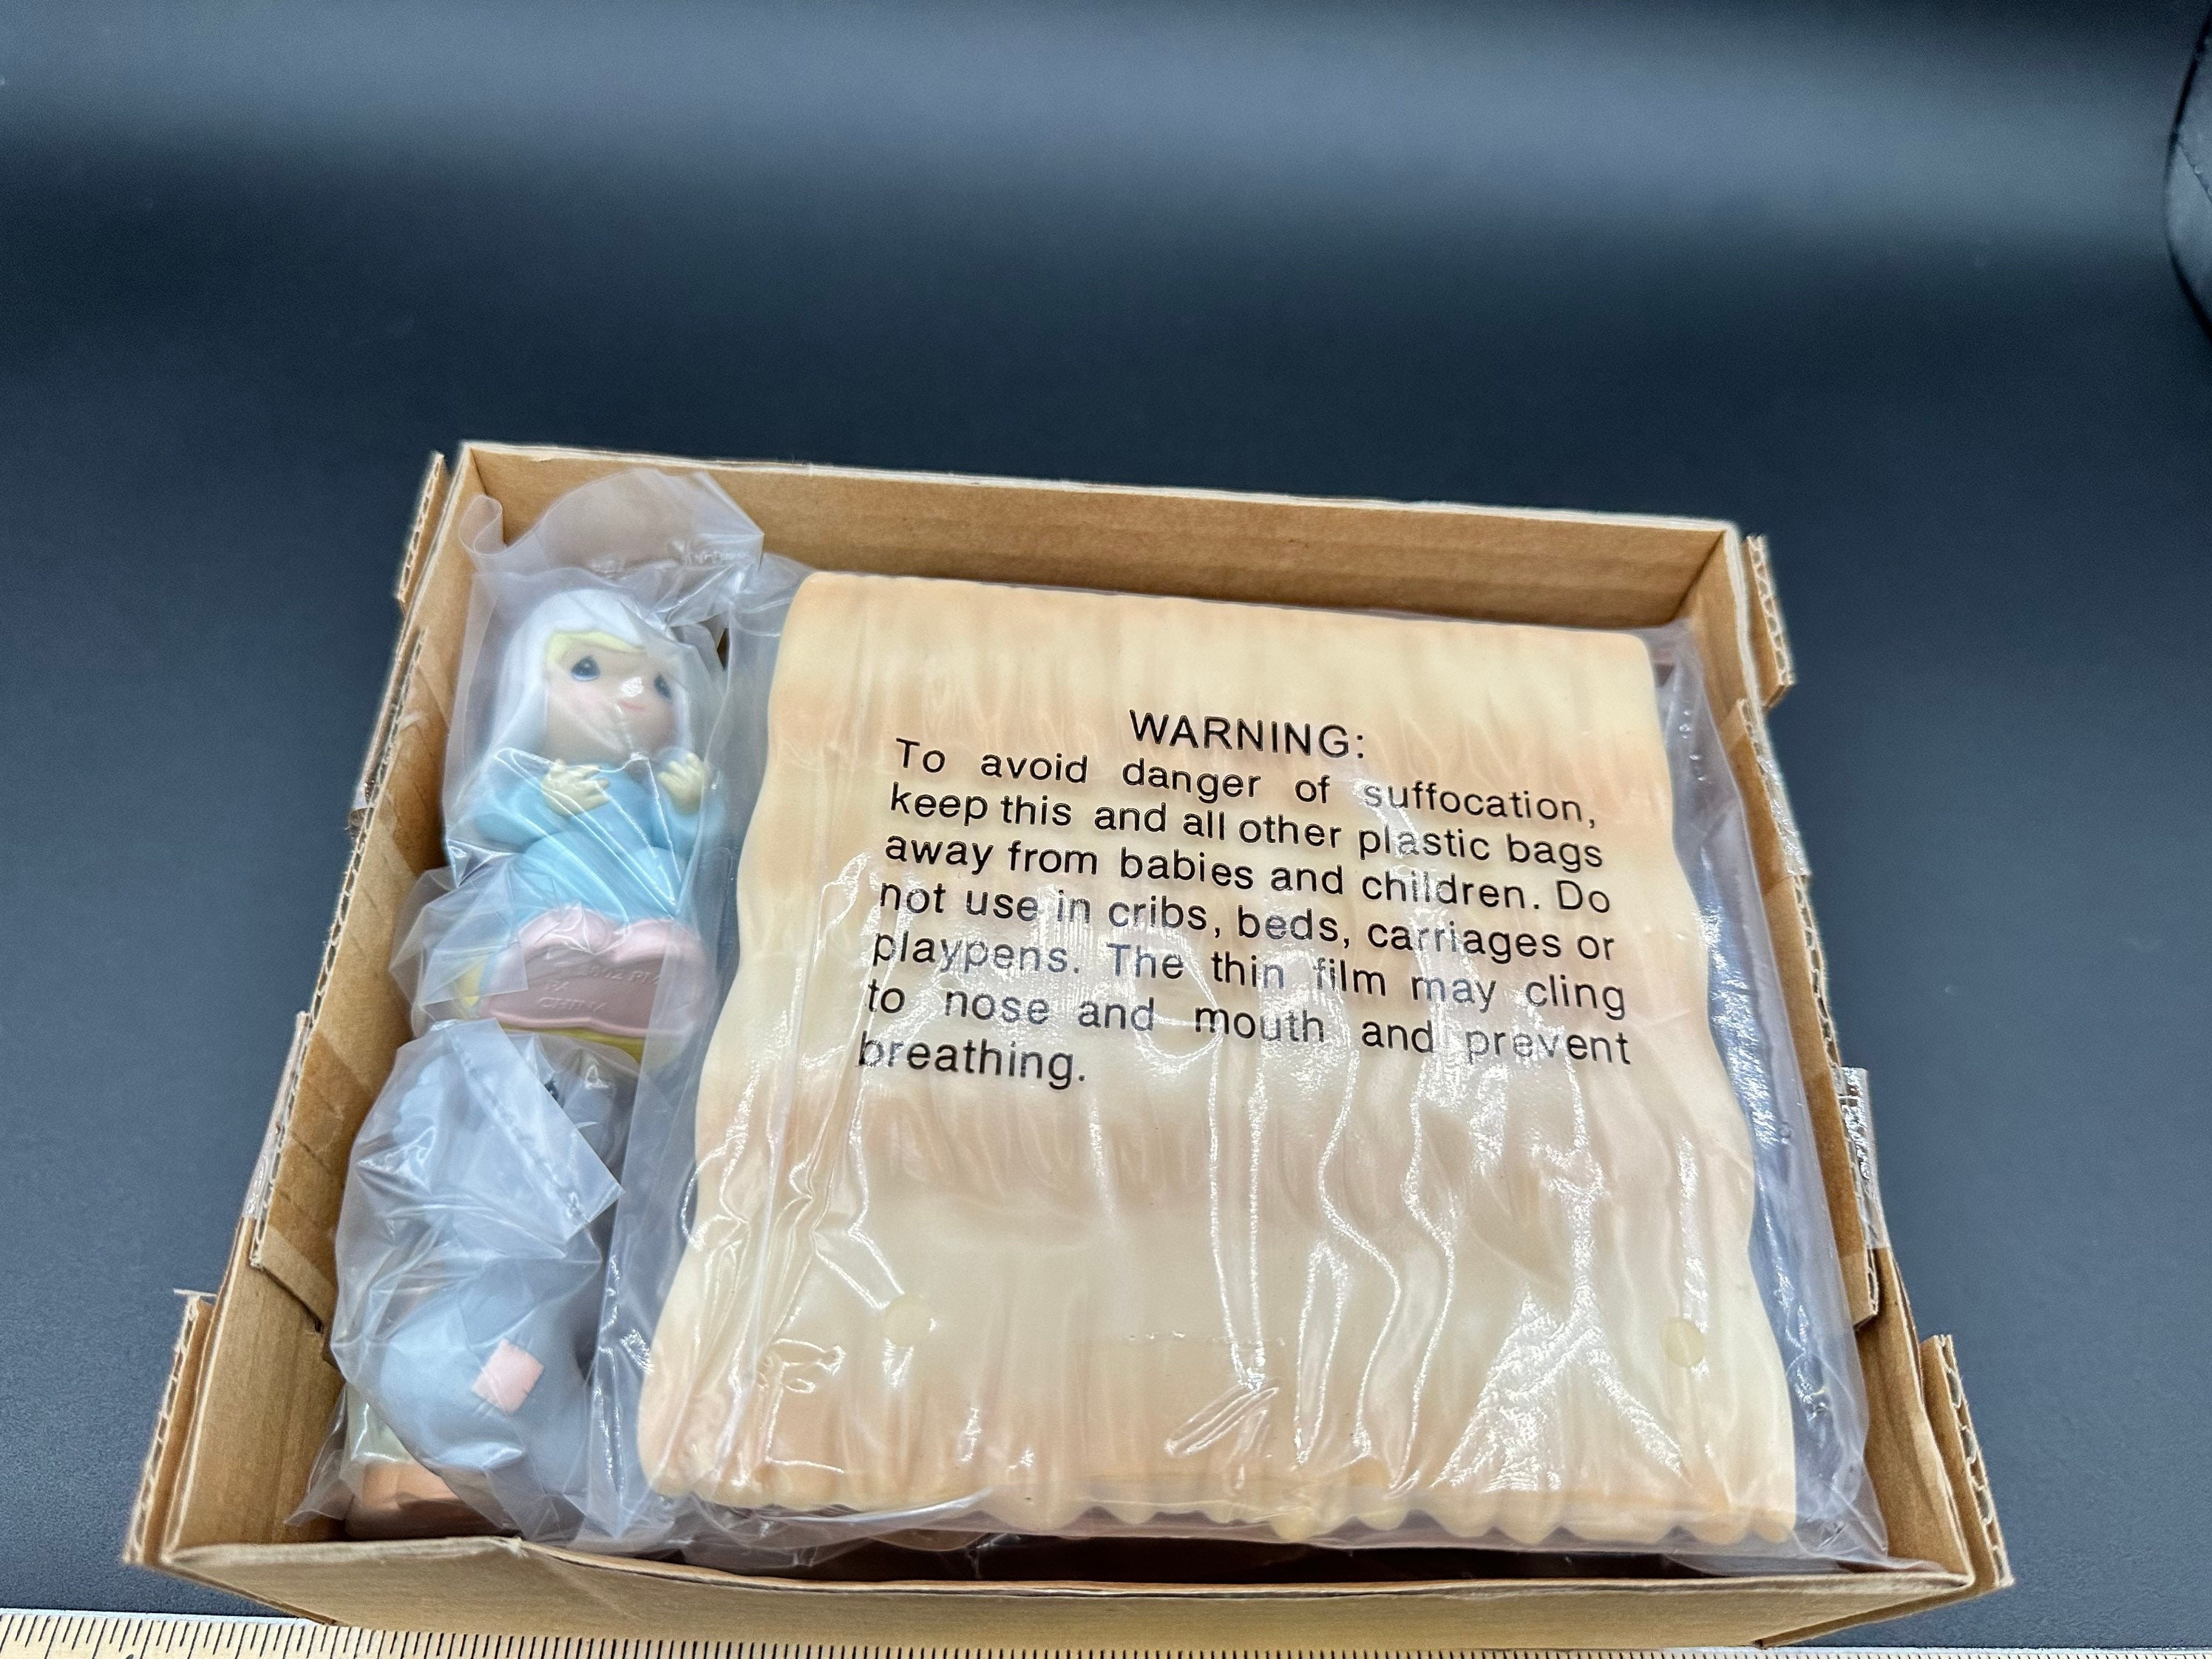 WARNING:
To avoid danger of suffocation,
keep this and all other plastic bags
away from babies and children. Do
not use in cribs, beds, carriages or
playpens. The thin film may cling
to nose and mouth and prevent
breathing.
CHINA